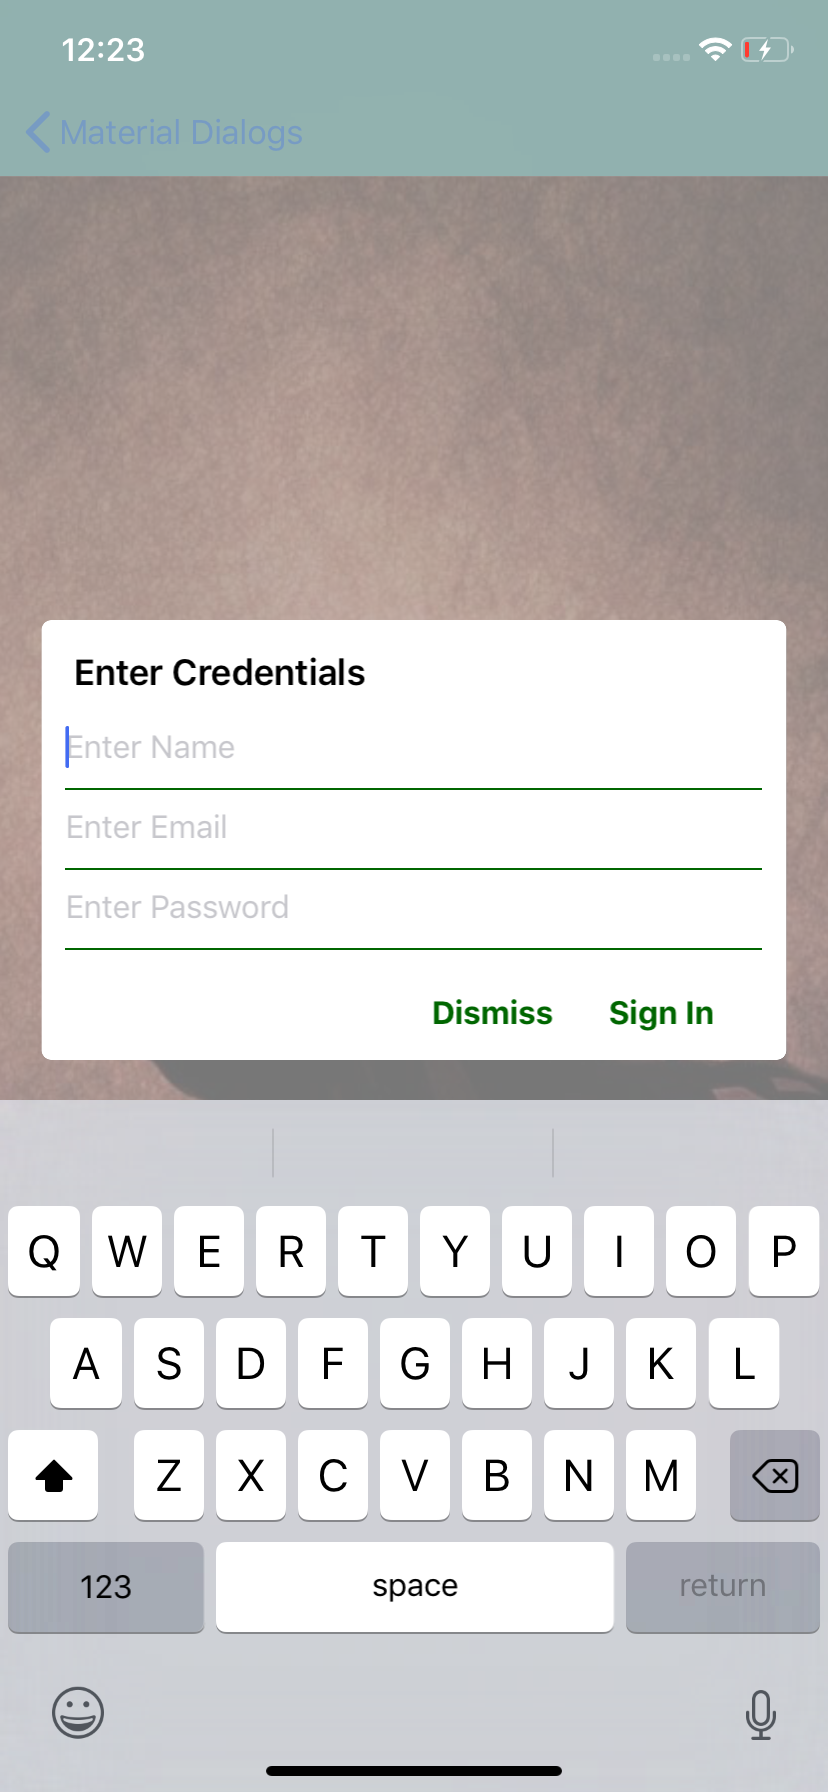 12:23
Material Dialogs
Enter Credentials
Enter Name
Enter Email
Enter Password
Dismiss Sign In
Q W E R T Y U I O P
A S D F G H J K L
Z X C V B N M
123 space return